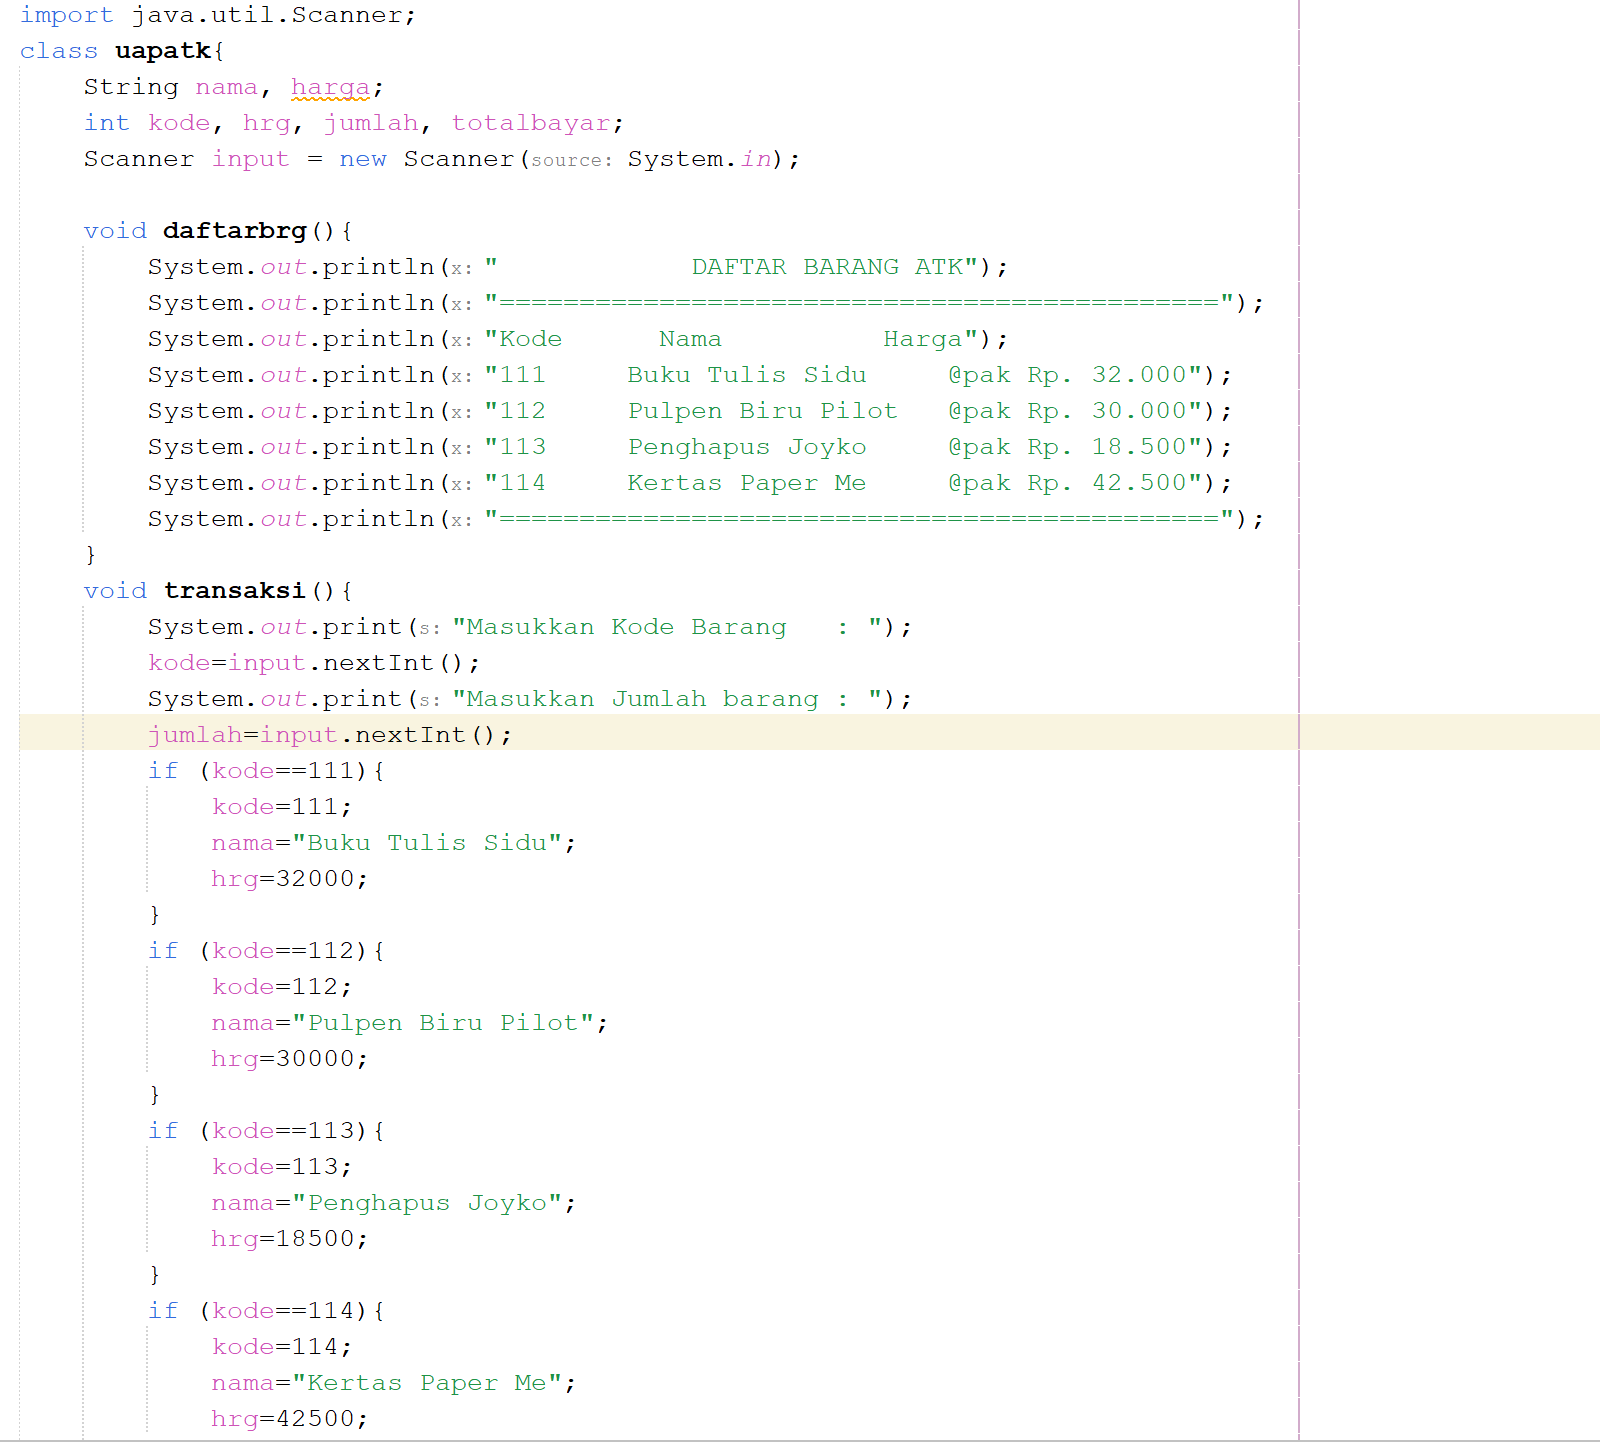 import java.util.Scanner;
class uapatk{
    String nama, harga;
    int kode, hrg, jumlah, totalbayar;
    Scanner input = new Scanner(source: System.in);

    void daftarbrg(){
        System.out.println(x: "            DAFTAR BARANG ATK");
        System.out.println(x: "=============================================");
        System.out.println(x: "Kode      Nama          Harga");
        System.out.println(x: "111     Buku Tulis Sidu     @pak Rp. 32.000");
        System.out.println(x: "112     Pulpen Biru Pilot   @pak Rp. 30.000");
        System.out.println(x: "113     Penghapus Joyko     @pak Rp. 18.500");
        System.out.println(x: "114     Kertas Paper Me     @pak Rp. 42.500");
        System.out.println(x: "=============================================");
    }
    void transaksi(){
        System.out.print(s: "Masukkan Kode Barang   : ");
        kode=input.nextInt();
        System.out.print(s: "Masukkan Jumlah barang : ");
        jumlah=input.nextInt();
        if (kode==111){
            kode=111;
            nama="Buku Tulis Sidu";
            hrg=32000;
        }
        if (kode==112){
            kode=112;
            nama="Pulpen Biru Pilot";
            hrg=30000;
        }
        if (kode==113){
            kode=113;
            nama="Penghapus Joyko";
            hrg=18500;
        }
        if (kode==114){
            kode=114;
            nama="Kertas Paper Me";
            hrg=42500;